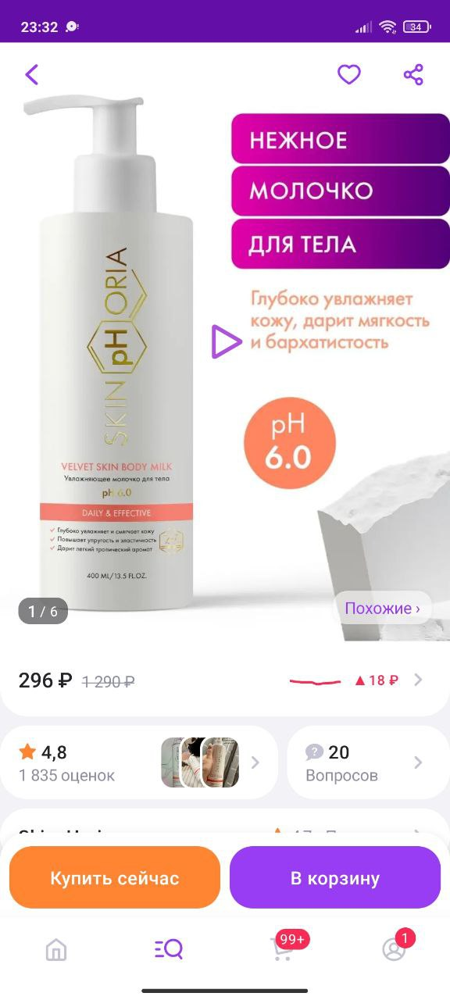 23:32
34
НЕЖНОЕ
МОЛОЧКО
ДЛЯ ТЕЛА
Глубоко увлажняет
кожу, дарит мягкость
и бархатистость
pH
6.0
SKIN pH ORIA
VELVET SKIN BODY MILK
Увлажняющее молочко для тела
pH 6.0
DAILY & EFFECTIVE
Глубоко увлажняет и смягчает кожу
Повышает упругость и эластичность
Дарит легкий тропический аромат
400 ML/13.5 FL.OZ.
1 / 6
Похожие ›
296 ₽ 1 290 ₽ ▲18 ₽
4,8
1 835 оценок
20
Вопросов
Купить сейчас
В корзину
99+
1